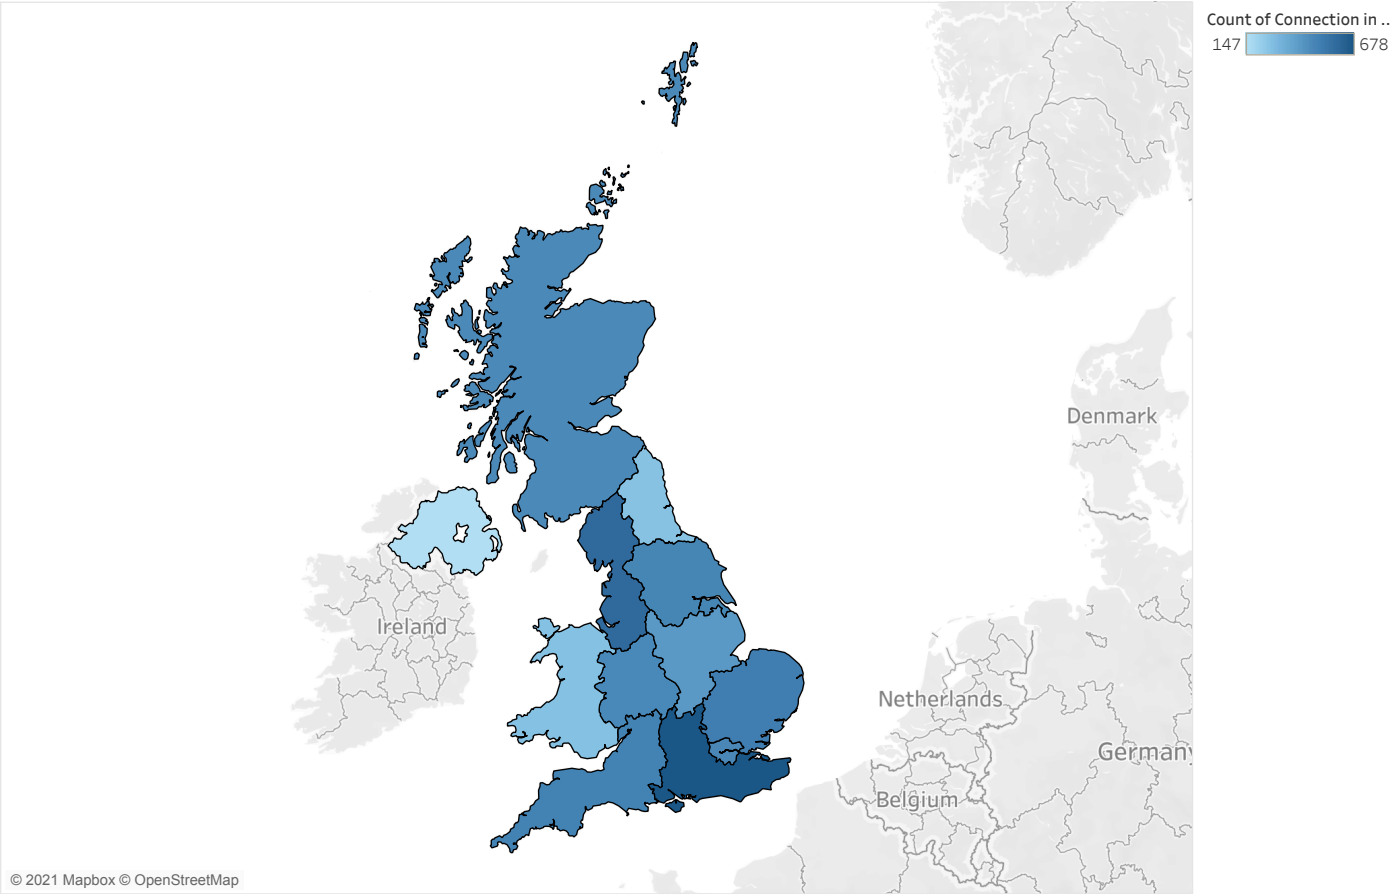 Count of Connection in ..
147 678
Denmark
Ireland
Netherlands
Germany
Belgium
© 2021 Mapbox © OpenStreetMap